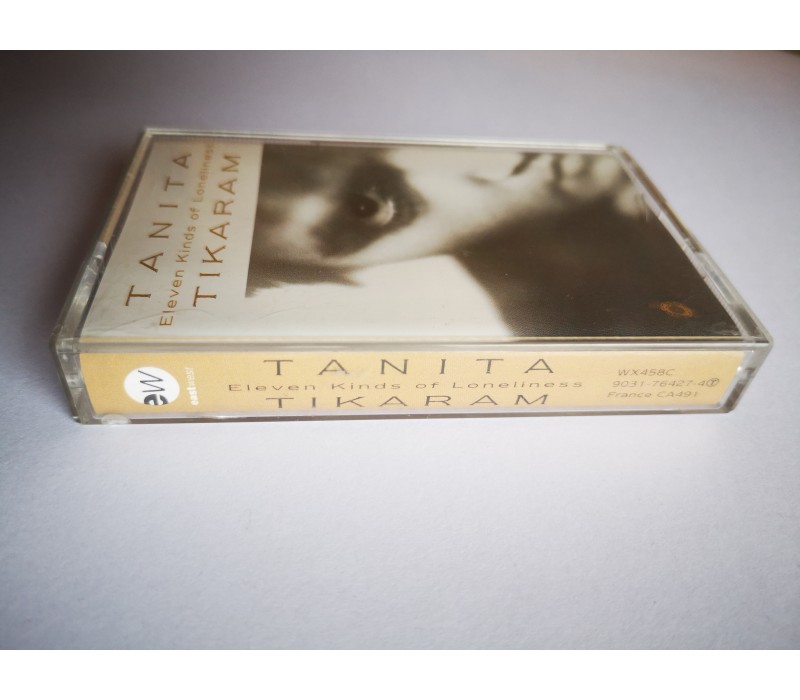 TANITA
Eleven Kinds of Loneliness
TIKARAM
ew
eastwest
TANITA
Eleven Kinds of Loneliness
TIKARAM
WX458C
9031-76427-4 Ⓣ
France CA491